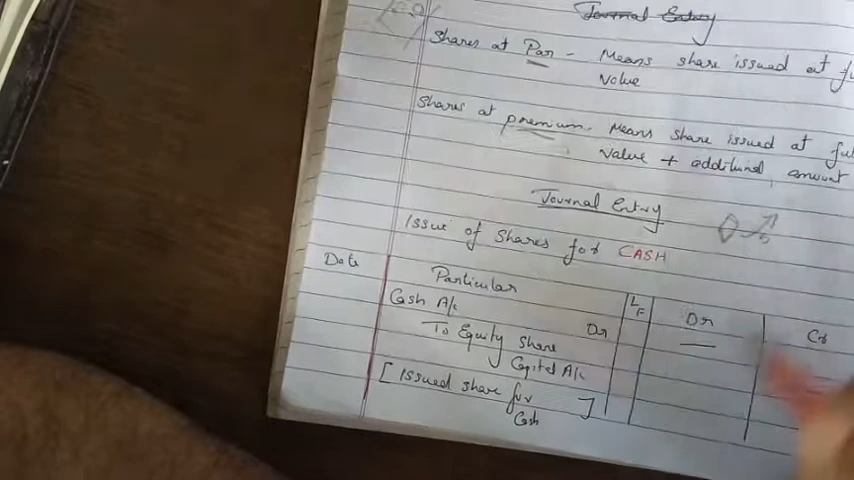 Journal Entry
Shares at Par - Means share issued at
value
Shares at premium. Means share issued at
value + additional amount
Journal Entry
Issue of Shares for CASH
Date Particular LF Dr Cr
Cash A/c Dr
To Equity share
Capital A/c
[Issued share for
Cash]